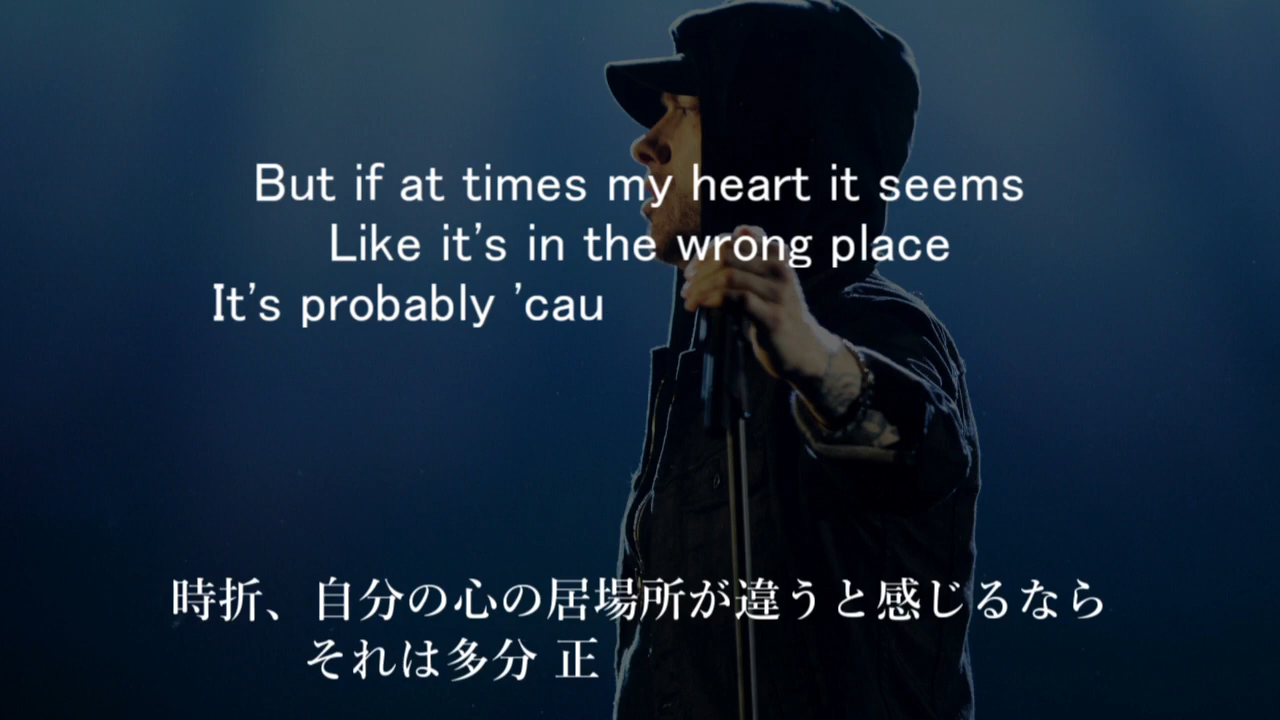 But if at times my heart it seems
Like it's in the wrong place
It's probably 'cau
時折、自分の心の居場所が違うと感じるなら
それは多分 正